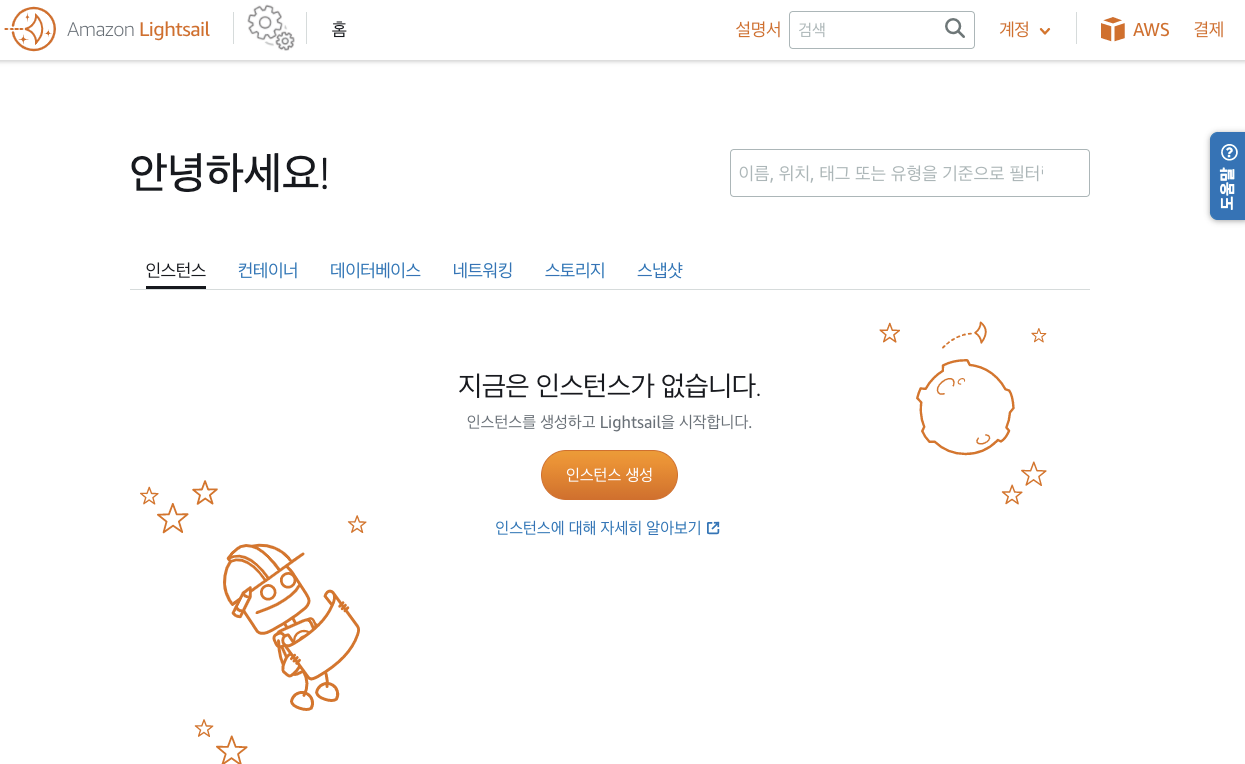 Amazon Lightsail
홈
설명서
검색
계정
AWS
결제
안녕하세요!
이름, 위치, 태그 또는 유형을 기준으로 필터
도움말
인스턴스
컨테이너
데이터베이스
네트워킹
스토리지
스냅샷
지금은 인스턴스가 없습니다.
인스턴스를 생성하고 Lightsail을 시작합니다.
인스턴스 생성
인스턴스에 대해 자세히 알아보기